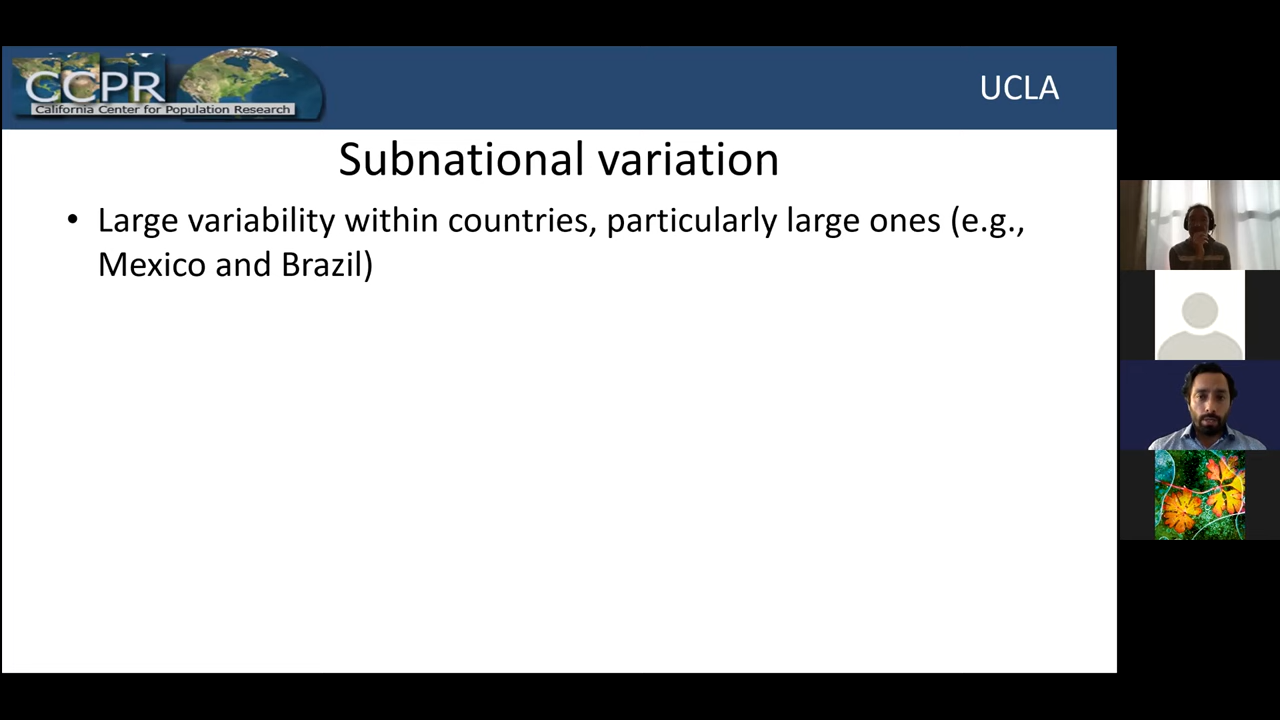 CCPR
California Center for Population Research
UCLA
Subnational variation
• Large variability within countries, particularly large ones (e.g.,
Mexico and Brazil)